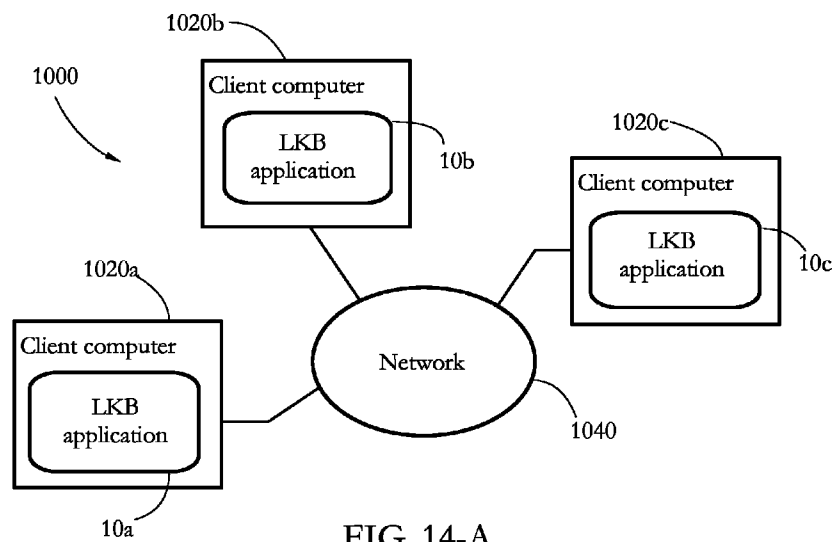 1020b
1000
Client computer
LKB
application
10b
1020c
Client computer
LKB
application
10c
1020a
Client computer
LKB
application
10a
Network
1040
FIG. 14-A